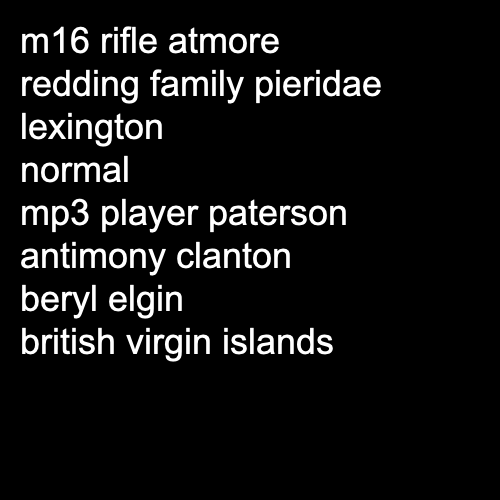 m16 rifle atmore
redding family pieridae
lexington
normal
mp3 player paterson
antimony clanton
beryl elgin
british virgin islands